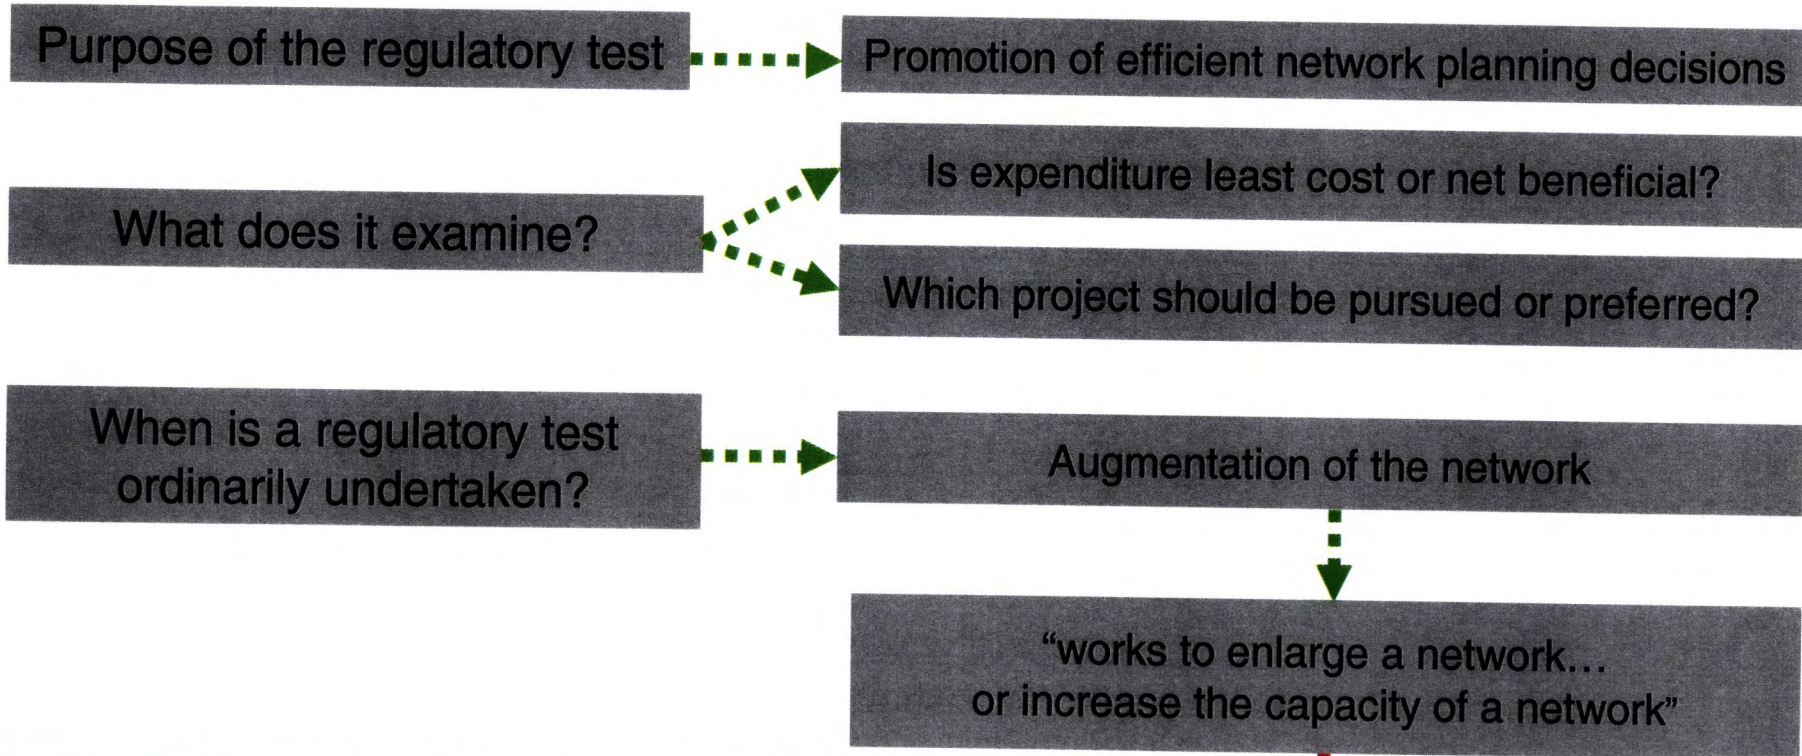 Purpose of the regulatory test
Promotion of efficient network planning decisions
What does it examine?
Is expenditure least cost or net beneficial?
Which project should be pursued or preferred?
When is a regulatory test
ordinarily undertaken?
Augmentation of the network
“works to enlarge a network…
or increase the capacity of a network”